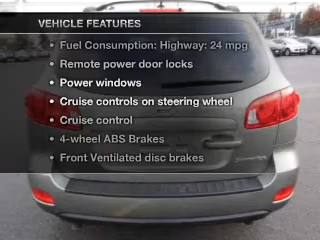 VEHICLE FEATURES
• Fuel Consumption: Highway: 24 mpg
• Remote power door locks
• Power windows
• Cruise controls on steering wheel
• Cruise control
• 4-wheel ABS Brakes
• Front Ventilated disc brakes